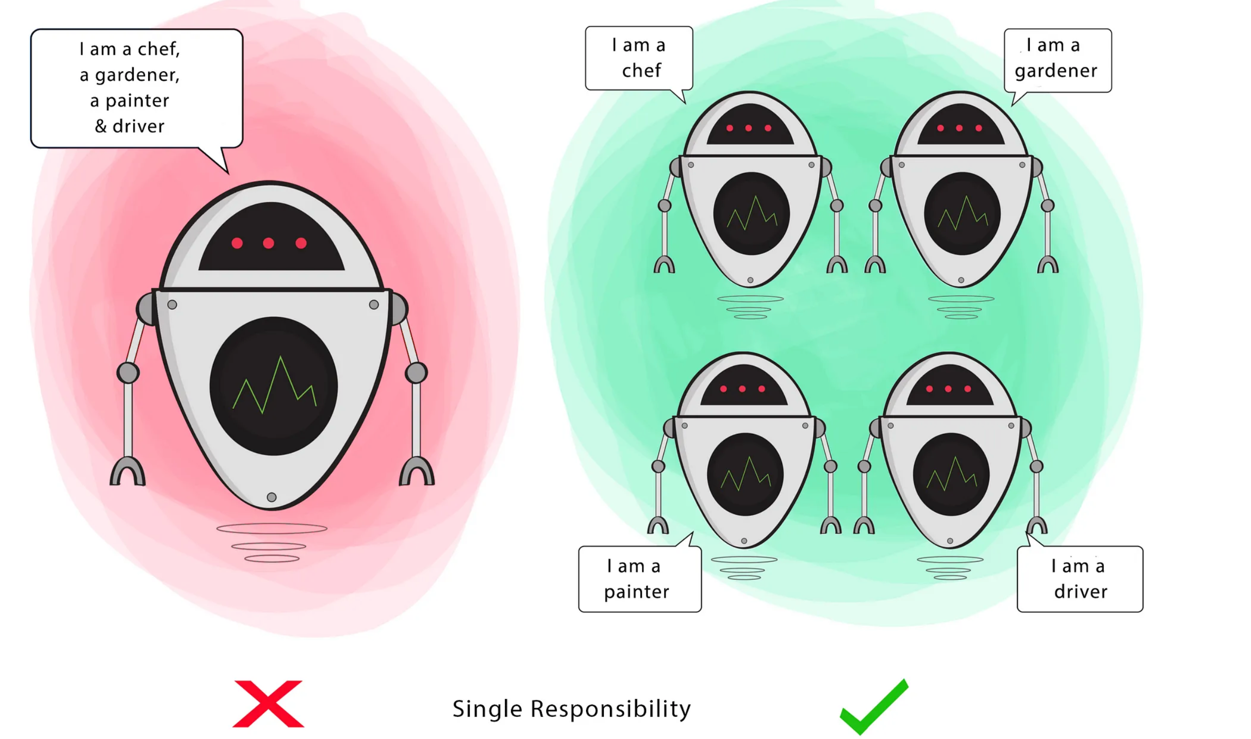 I am a chef,
a gardener,
a painter
& driver
I am a
chef
I am a
gardener
I am a
painter
I am a
driver
Single Responsibility